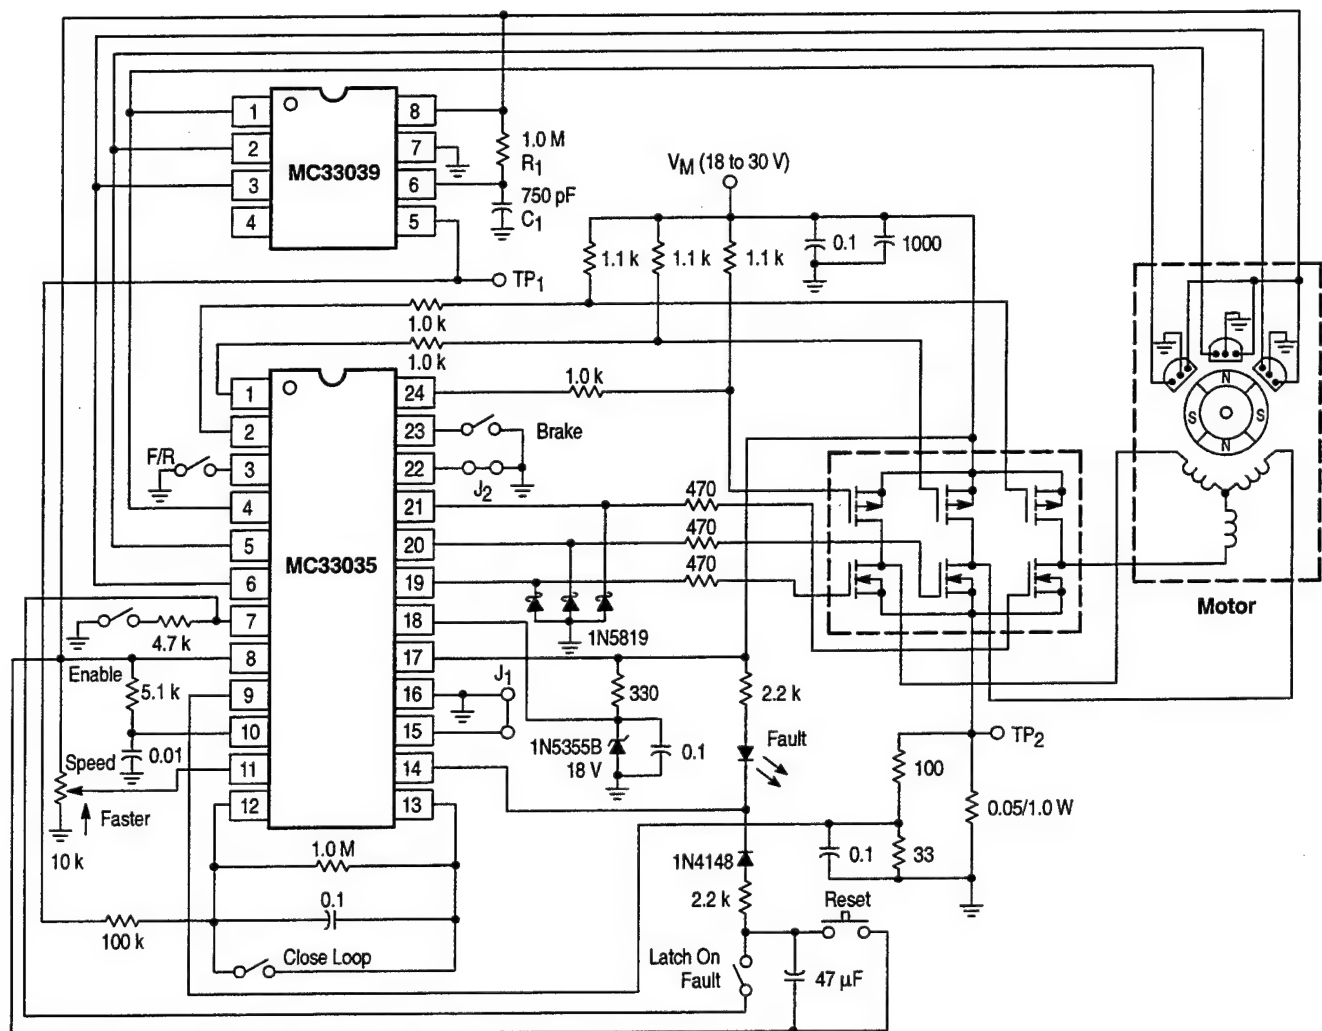 1 8
1.0 M
R1
2 7
MC33039
VM (18 to 30 V)
3 6
750 pF
C1
4 5
0.1 1000
1.1 k 1.1 k 1.1 k
TP1
1.0 k
1.0 k
N
S S
N
1 24
1.0 k
2 23
Brake
F/R
3 22
J2
4 21
470
5 20
470
MC33035
6 19
470
Motor
7 18
4.7 k
1N5819
8 17
Enable
5.1 k
330
J1
9 16
2.2 k
10 15
0.01
1N5355B
18 V
0.1
Fault
TP2
Speed
11 14
100
Faster
12 13
0.05/1.0 W
10 k
1.0 M
1N4148
0.1
33
0.1
2.2 k
Reset
100 k
Close Loop
Latch On
Fault
47 µF